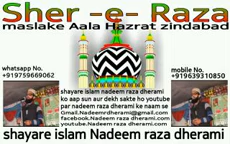 Sher -e- Raza
maslake Aala Hazrat zindabad
whatsapp No.
+919759669062
mobile No.
+919639310850
shayare islam nadeem raza dherami
ko aap sun aur dekh sakte ho youtube
par nadeem raza dherami ke naam se
Gmail.Nadeemrdherami@gmail.com
facebook.Nadeem raza dherami.com
youtube.Nadeem raza dherami.com
shayare islam Nadeem raza dherami